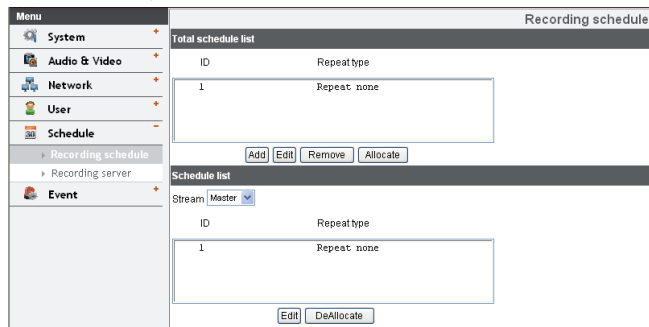 Menu
System +
Audio & Video +
Network +
User +
Schedule −
Recording schedule
Recording server
Event +
Recording schedule
Total schedule list
ID Repeat type
1 Repeat none
Add Edit Remove Allocate
Schedule list
Stream Master
ID Repeat type
1 Repeat none
Edit DeAllocate